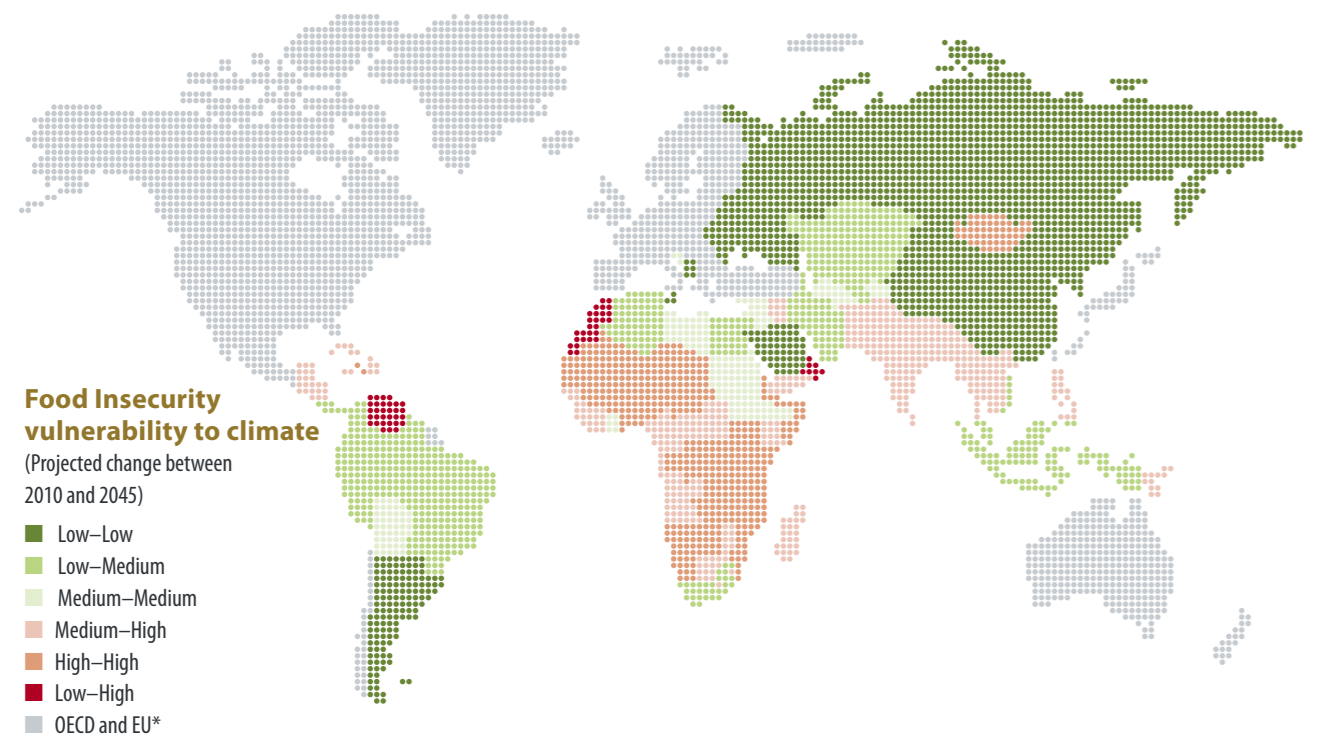 Food Insecurity
vulnerability to climate
(Projected change between
2010 and 2045)
Low–Low
Low–Medium
Medium–Medium
Medium–High
High–High
Low–High
OECD and EU*